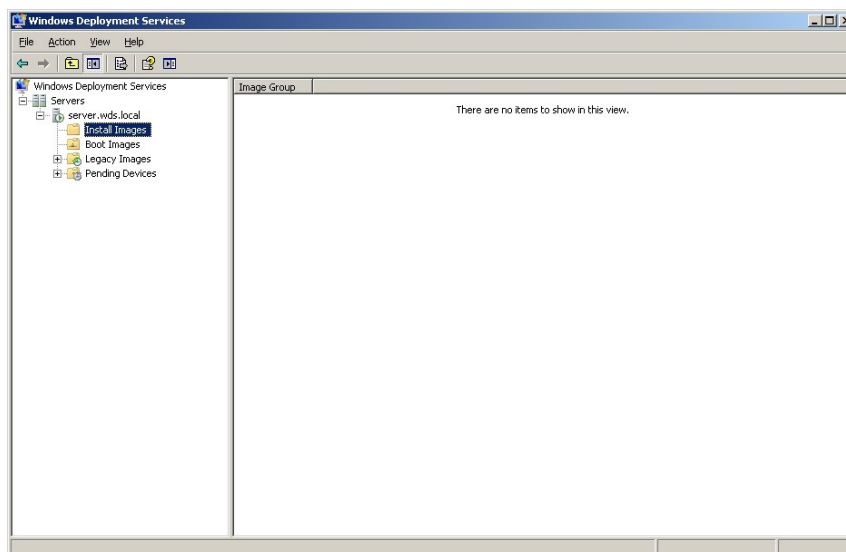 Windows Deployment Services
File Action View Help
Windows Deployment Services
Servers
server.wds.local
Install Images
Boot Images
Legacy Images
Pending Devices
Image Group
There are no items to show in this view.